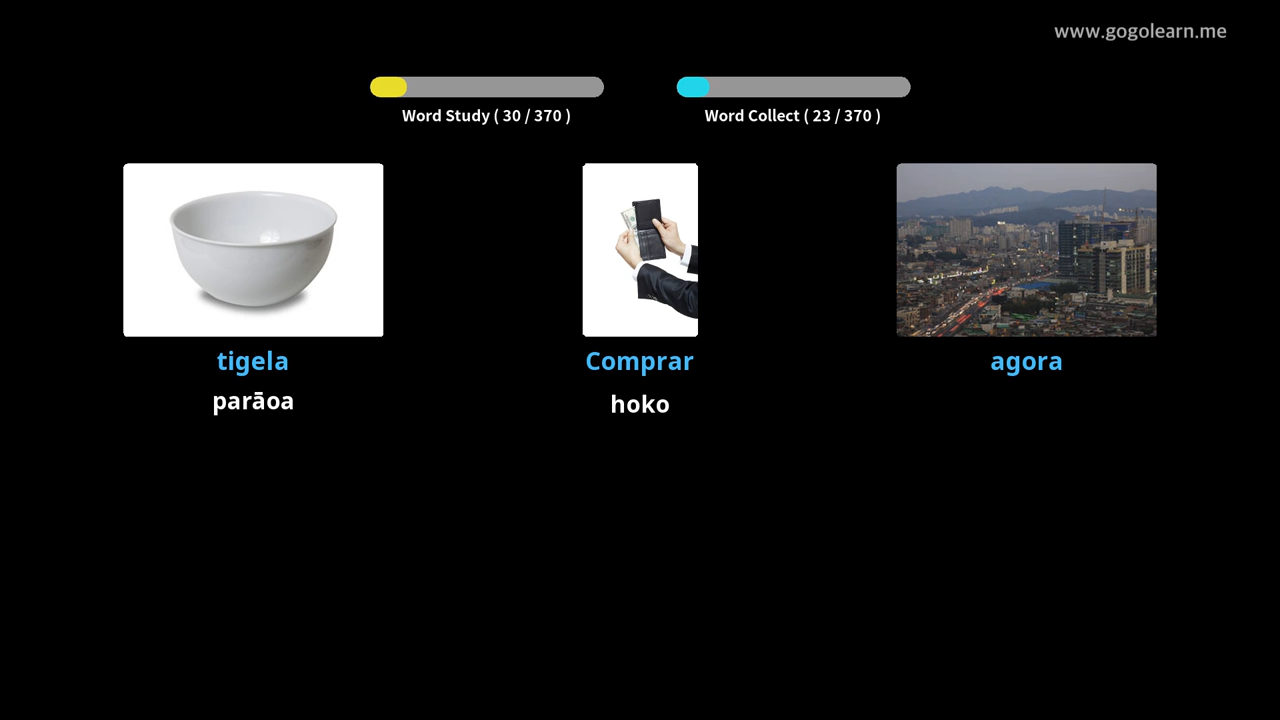 www.gogolearn.me
Word Study ( 30 / 370 )
Word Collect ( 23 / 370 )
tigela
Comprar
agora
parāoa
hoko